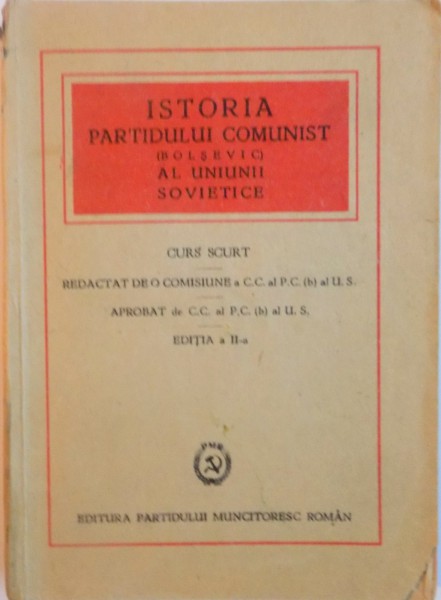 ISTORIA
PARTIDULUI COMUNIST
(BOLȘEVIC)
AL UNIUNII
SOVIETICE
CURS SCURT
REDACTAT DE O COMISIUNE a C.C. al P.C. (b) al U. S.
APROBAT de C.C. al P.C. (b) al U. S.
EDIȚIA a II-a
PMR
EDITURA PARTIDULUI MUNCITORESC ROMÂN